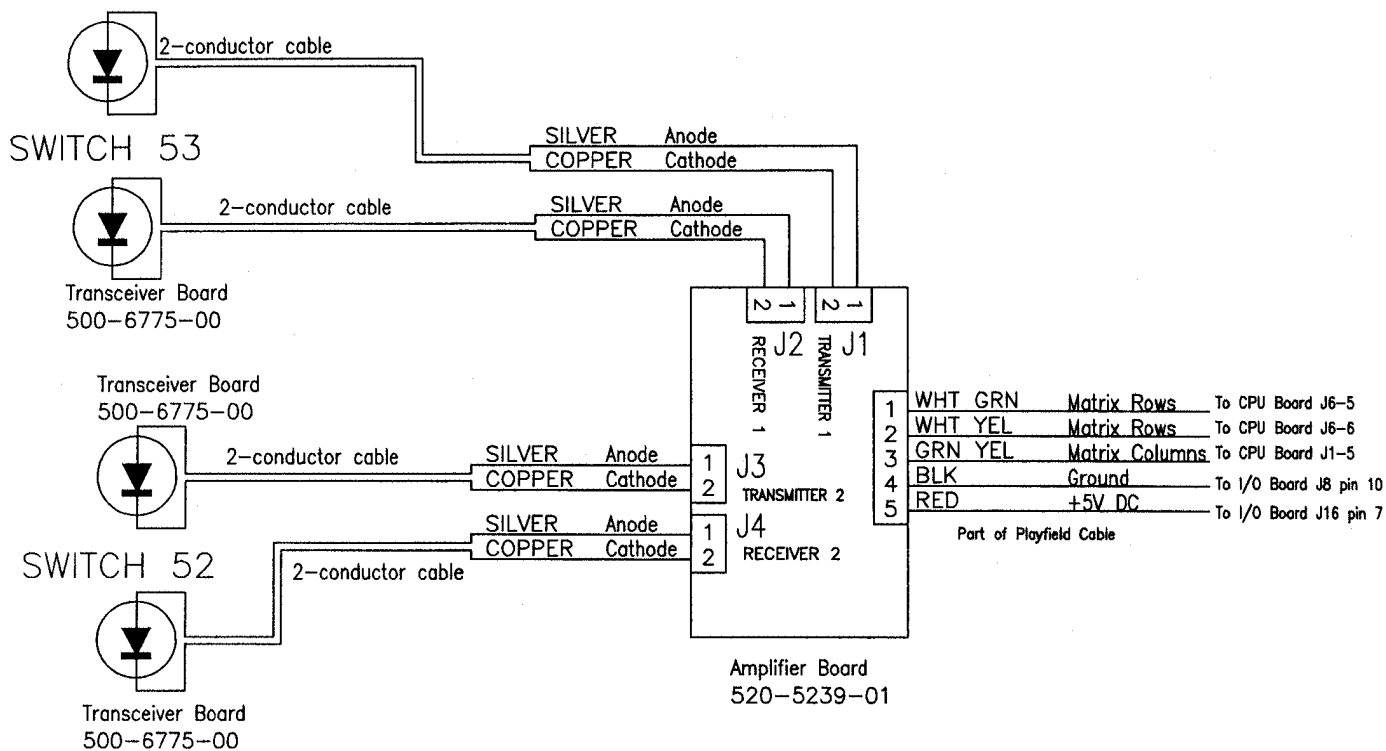 2-conductor cable
SWITCH 53
SILVER Anode
COPPER Cathode
2-conductor cable
SILVER Anode
COPPER Cathode
Transceiver Board
500-6775-00
2 1
2 1
J2
J1
RECEIVER 1
TRANSMITTER 1
Transceiver Board
500-6775-00
2-conductor cable
SILVER Anode
COPPER Cathode
1
2
J3
TRANSMITTER 2
SILVER Anode
COPPER Cathode
1
2
J4
RECEIVER 2
SWITCH 52
2-conductor cable
Transceiver Board
500-6775-00
1 WHT GRN Matrix Rows To CPU Board J6-5
2 WHT YEL Matrix Rows To CPU Board J6-6
3 GRN YEL Matrix Columns To CPU Board J1-5
4 BLK Ground To I/O Board J8 pin 10
5 RED +5V DC To I/O Board J16 pin 7
Part of Playfield Cable
Amplifier Board
520-5239-01